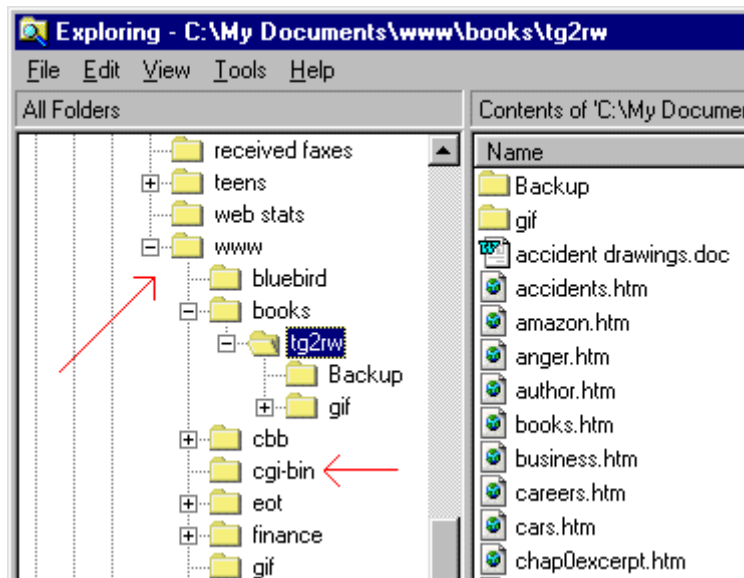 Exploring - C:\My Documents\www\books\tg2rw
File Edit View Tools Help
All Folders
received faxes
teens
web stats
www
bluebird
books
tg2rw
Backup
gif
cbb
cgi-bin
eot
finance
gif
Contents of 'C:\My Documen
Name
Backup
gif
accident drawings.doc
accidents.htm
amazon.htm
anger.htm
author.htm
books.htm
business.htm
careers.htm
cars.htm
chap0excerpt.htm